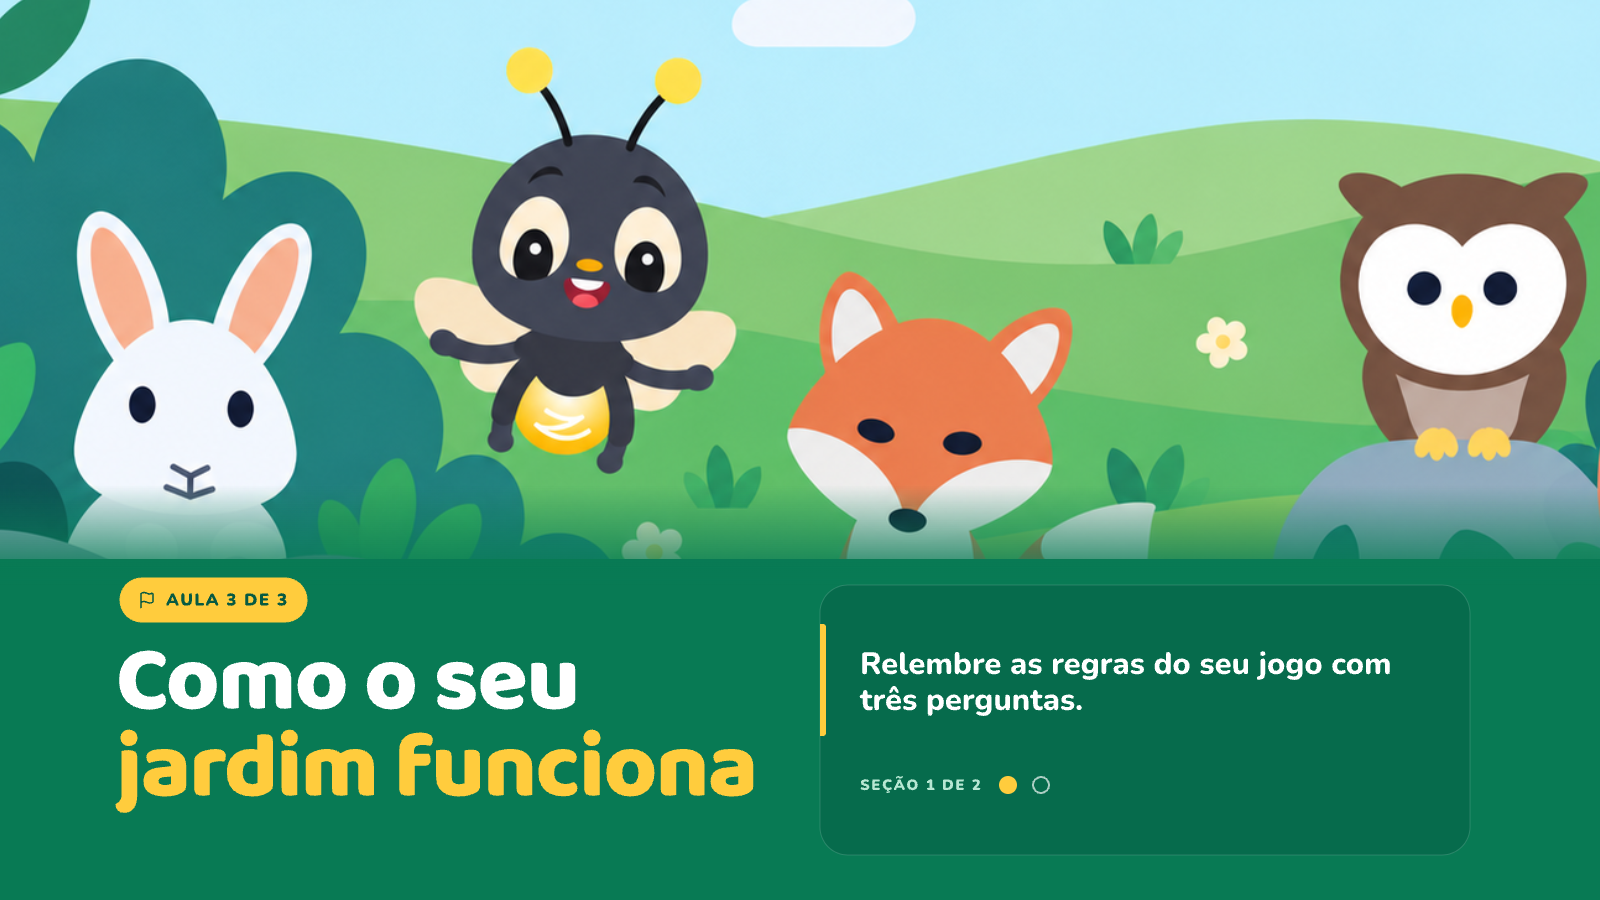 AULA 3 DE 3
Como o seu
jardim funciona
Relembre as regras do seu jogo com
três perguntas.
SEÇÃO 1 DE 2